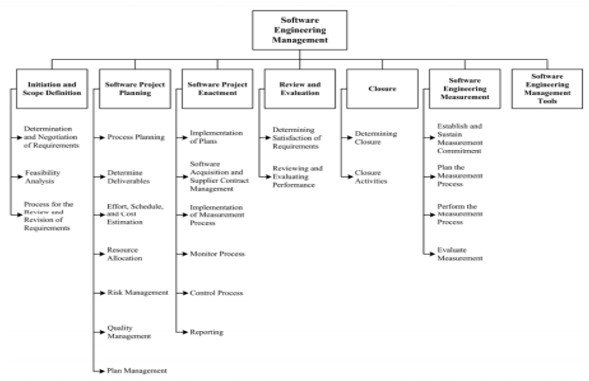 Software
Engineering
Management
Initiation and
Scope Definition
Software Project
Planning
Software Project
Enactment
Review and
Evaluation
Closure
Software
Engineering
Measurement
Software
Engineering
Management
Tools
Determination
and Negotiation
of Requirements
Feasibility
Analysis
Process for the
Review and
Revision of
Requirements
Process Planning
Determine
Deliverables
Effort, Schedule,
and Cost
Estimation
Resource
Allocation
Risk Management
Quality
Management
Plan Management
Implementation
of Plans
Software
Acquisition and
Supplier Contract
Management
Implementation
of Measurement
Process
Monitor Process
Control Process
Reporting
Determining
Satisfaction of
Requirements
Reviewing and
Evaluating
Performance
Determining
Closure
Closure
Activities
Establish and
Sustain
Measurement
Commitment
Plan the
Measurement
Process
Perform the
Measurement
Process
Evaluate
Measurement